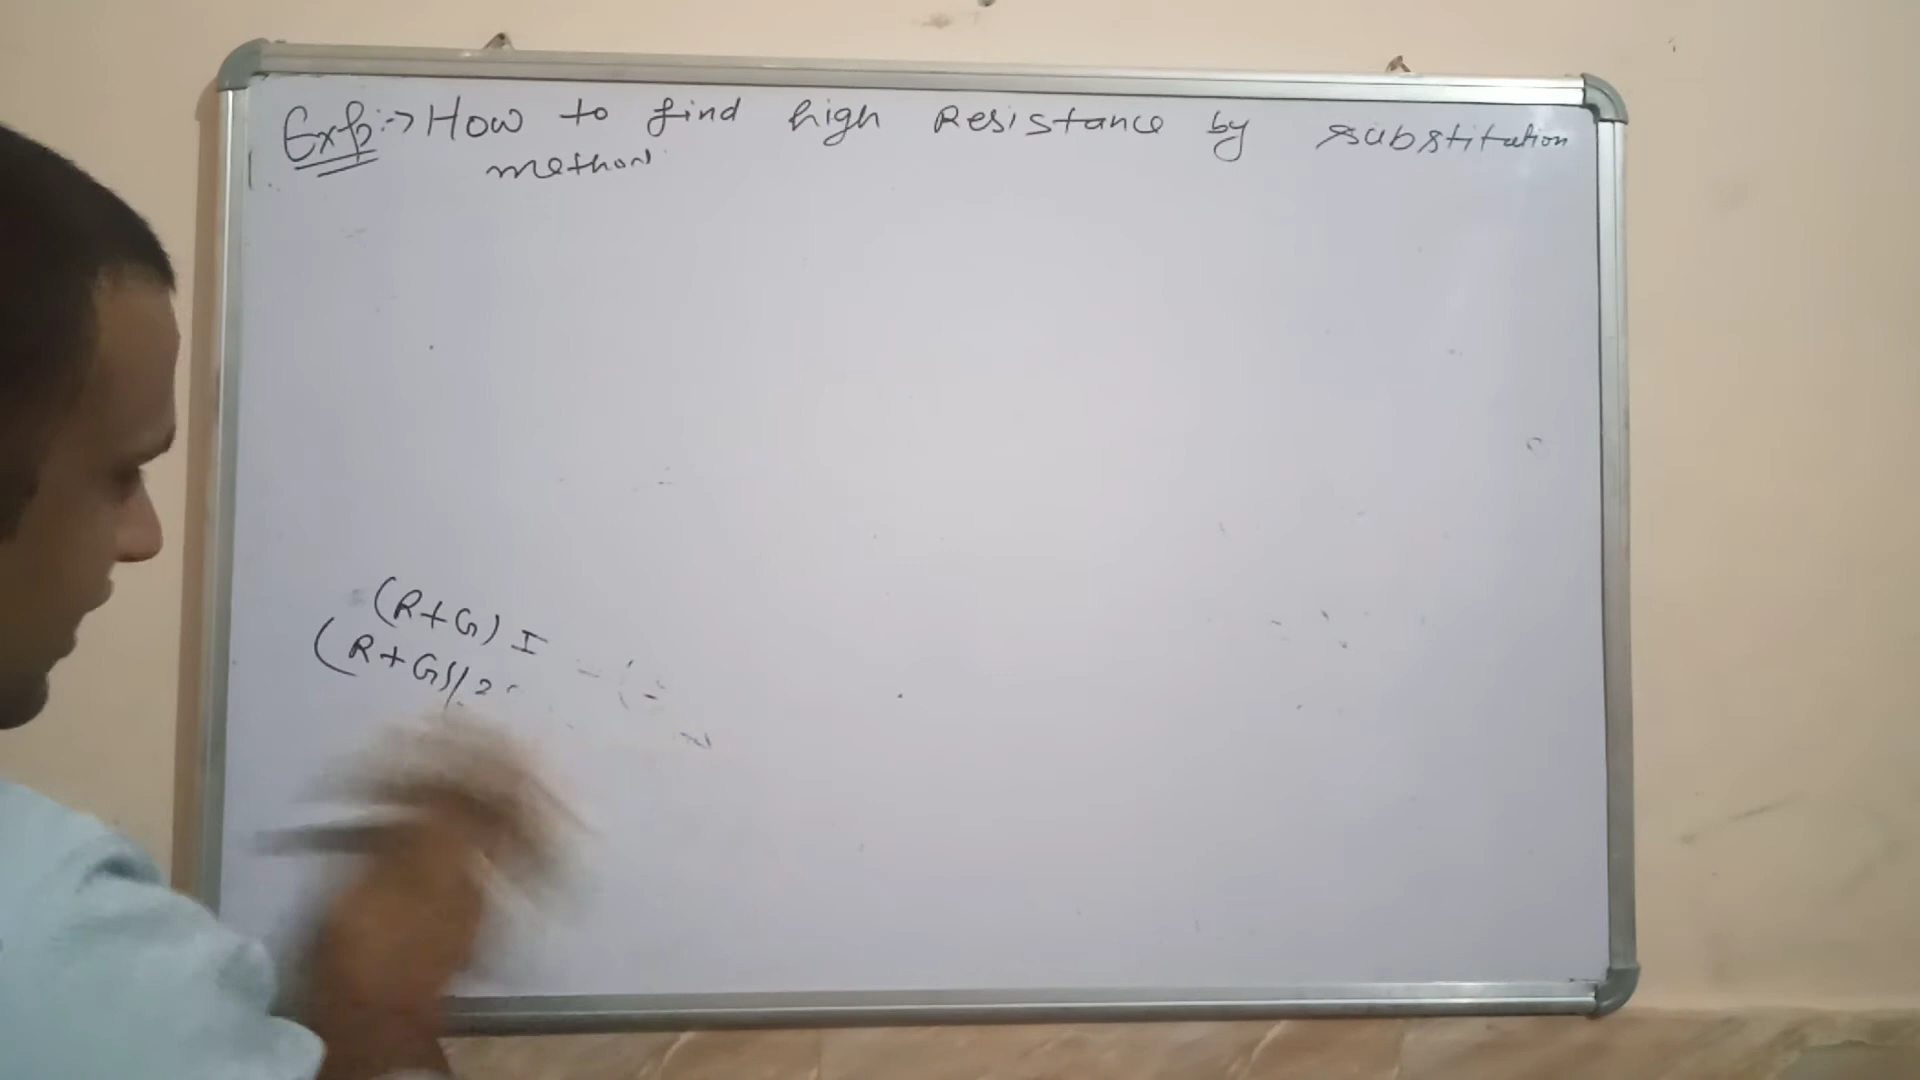 Exp:-> How to find high Resistance by substitution
method
(R+G) I
(R+G)/2